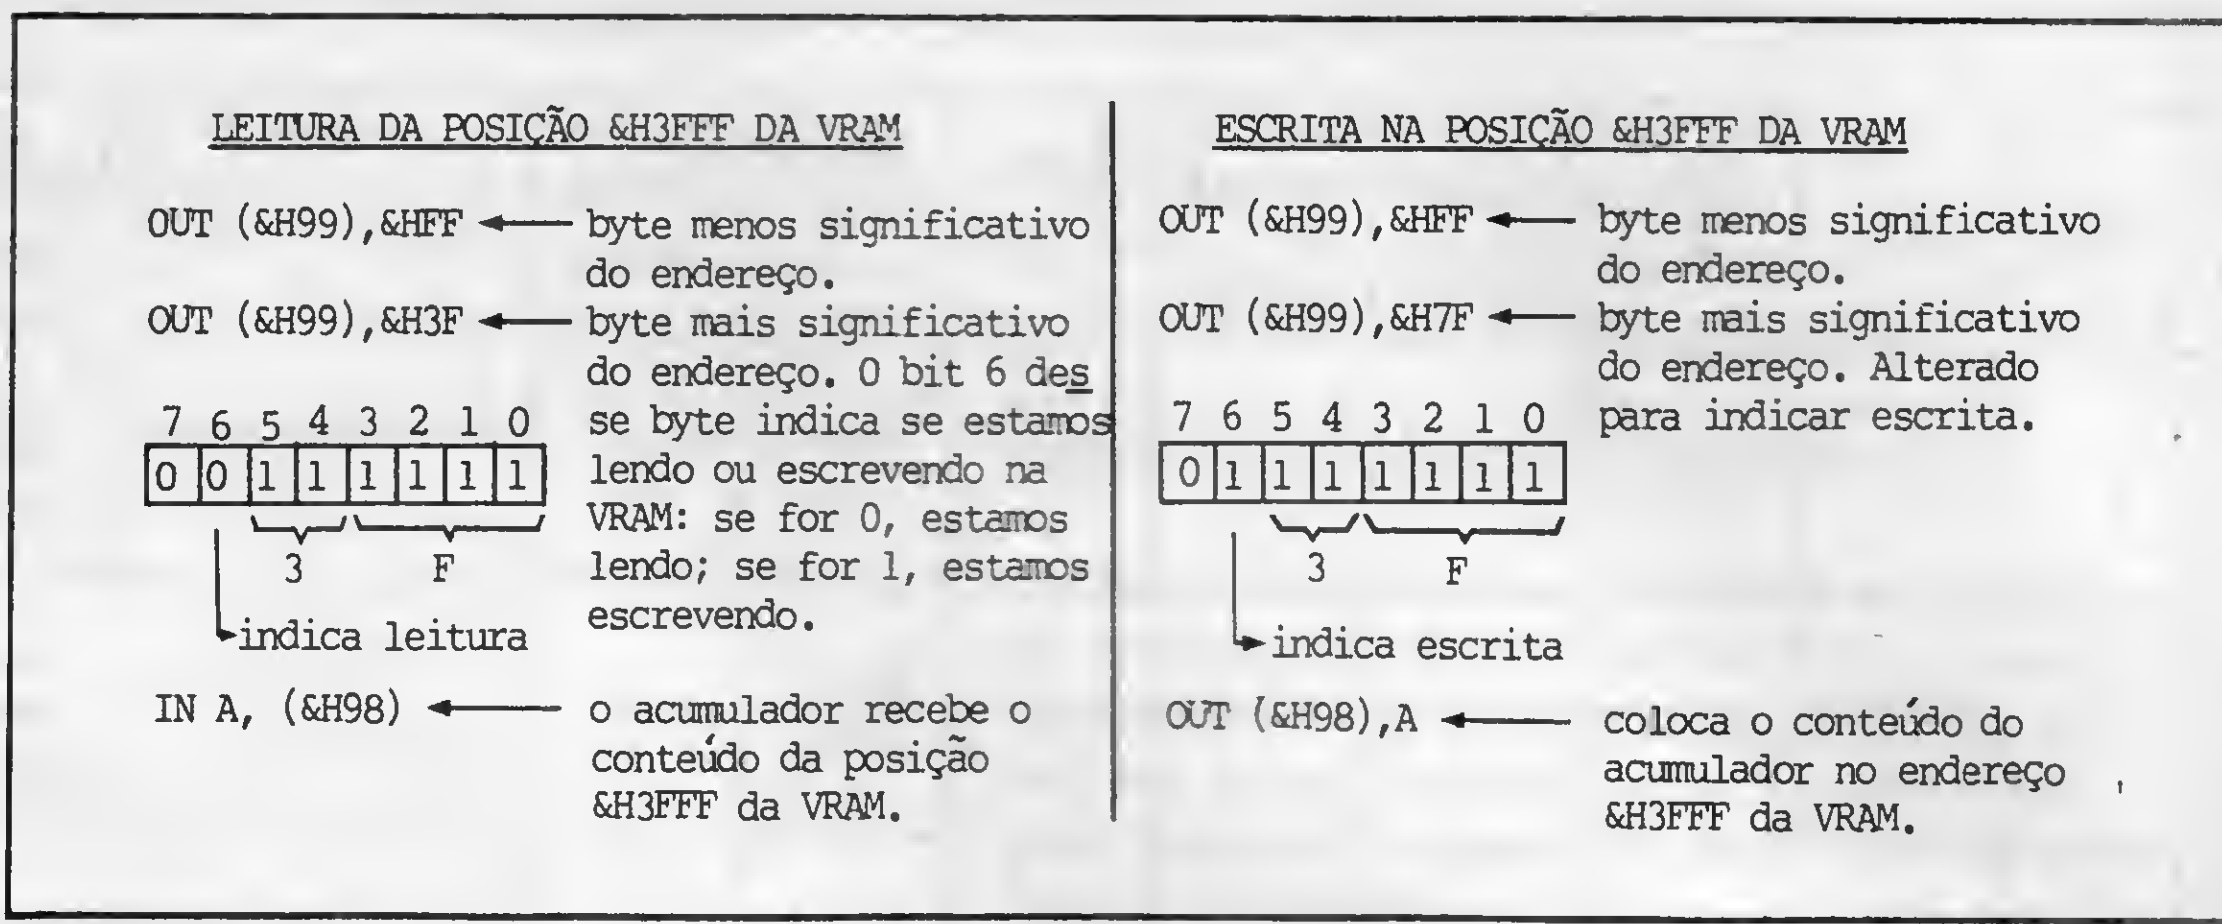 LEITURA DA POSIÇÃO &H3FFF DA VRAM
OUT (&H99),&HFF byte menos significativo
do endereço.
OUT (&H99),&H3F byte mais significativo
do endereço. O bit 6 des
se byte indica se estamos
lendo ou escrevendo na
VRAM: se for 0, estamos
lendo; se for 1, estamos
escrevendo.
7 6 5 4 3 2 1 0
0 0 1 1 1 1 1 1
3 F
indica leitura
IN A, (&H98) o acumulador recebe o
conteúdo da posição
&H3FFF da VRAM.
ESCRITA NA POSIÇÃO &H3FFF DA VRAM
OUT (&H99),&HFF byte menos significativo
do endereço.
OUT (&H99),&H7F byte mais significativo
do endereço. Alterado
para indicar escrita.
7 6 5 4 3 2 1 0
0 1 1 1 1 1 1 1
3 F
indica escrita
OUT (&H98),A coloca o conteúdo do
acumulador no endereço
&H3FFF da VRAM.